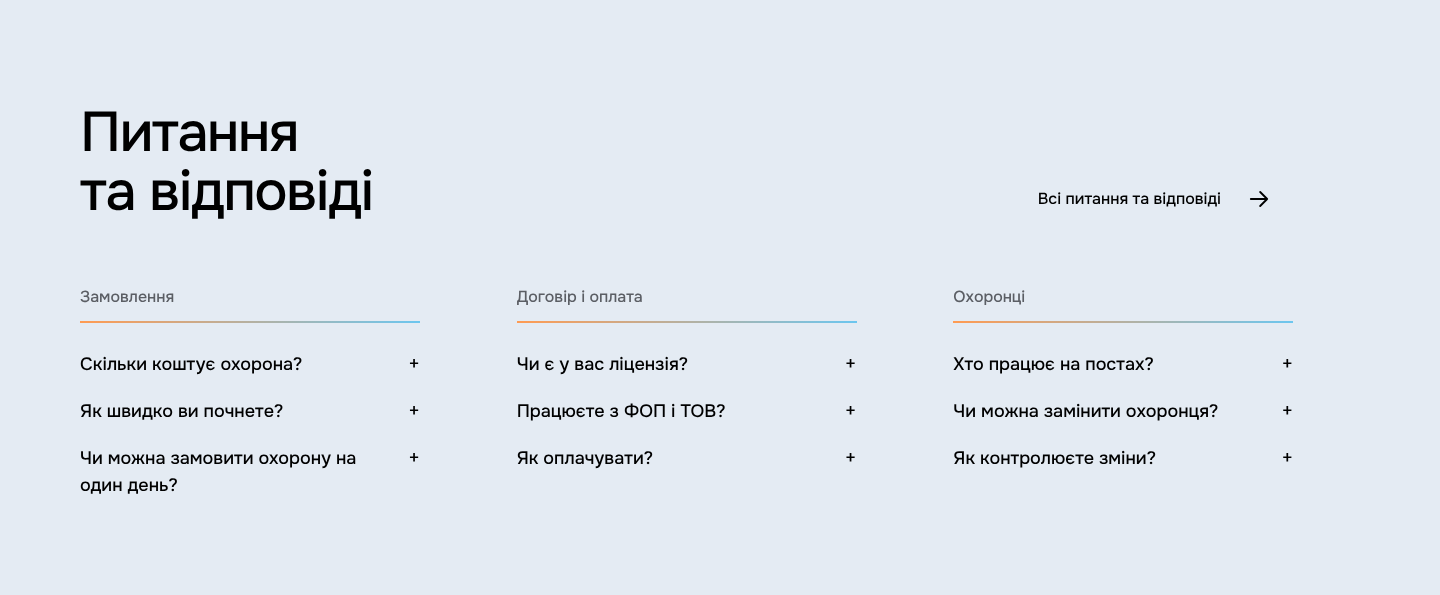 Питання
та відповіді
Всі питання та відповіді →
Замовлення
Скільки коштує охорона? +
Як швидко ви почнете? +
Чи можна замовити охорону на +
один день?
Договір і оплата
Чи є у вас ліцензія? +
Працюєте з ФОП і ТОВ? +
Як оплачувати? +
Охоронці
Хто працює на постах? +
Чи можна замінити охоронця? +
Як контролюєте зміни? +